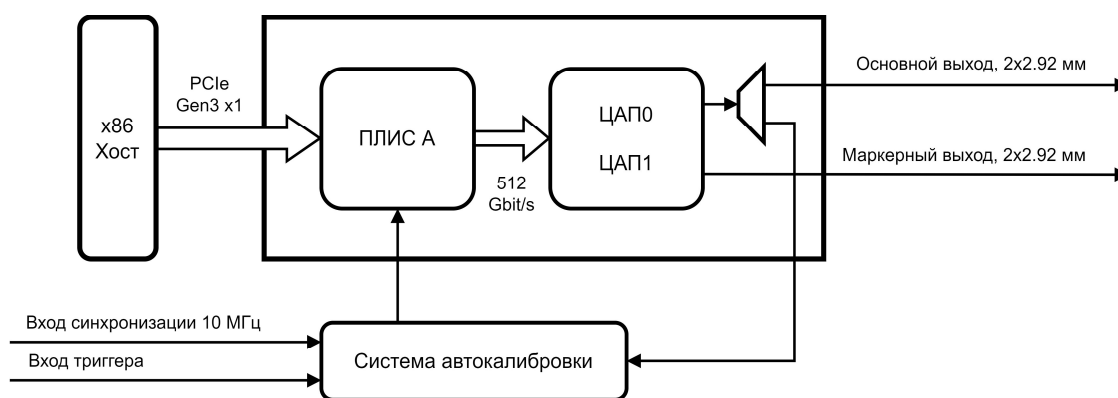 x86
Хост
PCIe
Gen3 x1
ПЛИС А
512
Gbit/s
ЦАП0
ЦАП1
Основной выход, 2x2.92 мм
Маркерный выход, 2x2.92 мм
Вход синхронизации 10 МГц
Вход триггера
Система автокалибровки